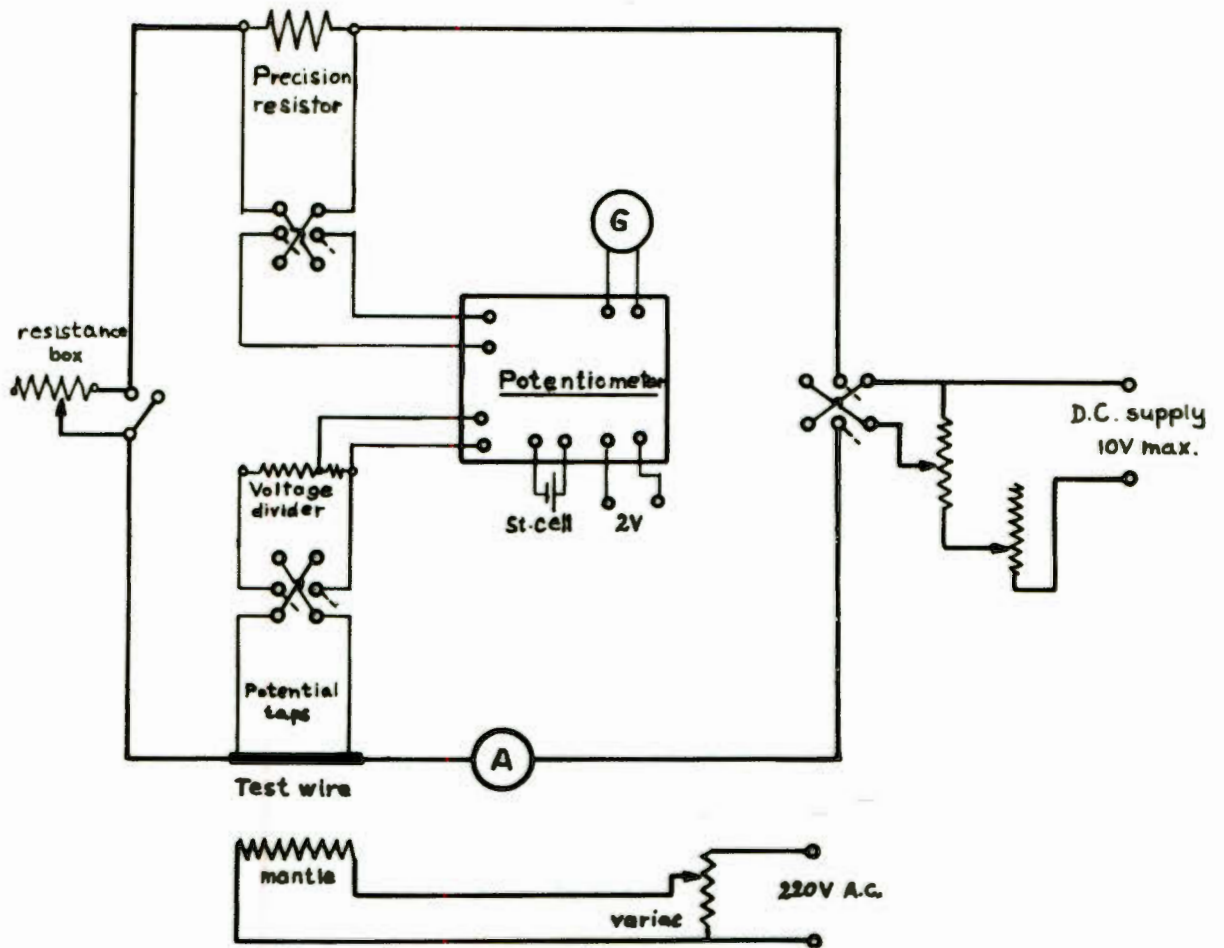 Precision
resistor
G
resistance
box
Potentiometer
D.C. supply
10V max.
Voltage
divider
St-cell
2V
Potential
taps
A
Test wire
mantle
220V A.C.
variac